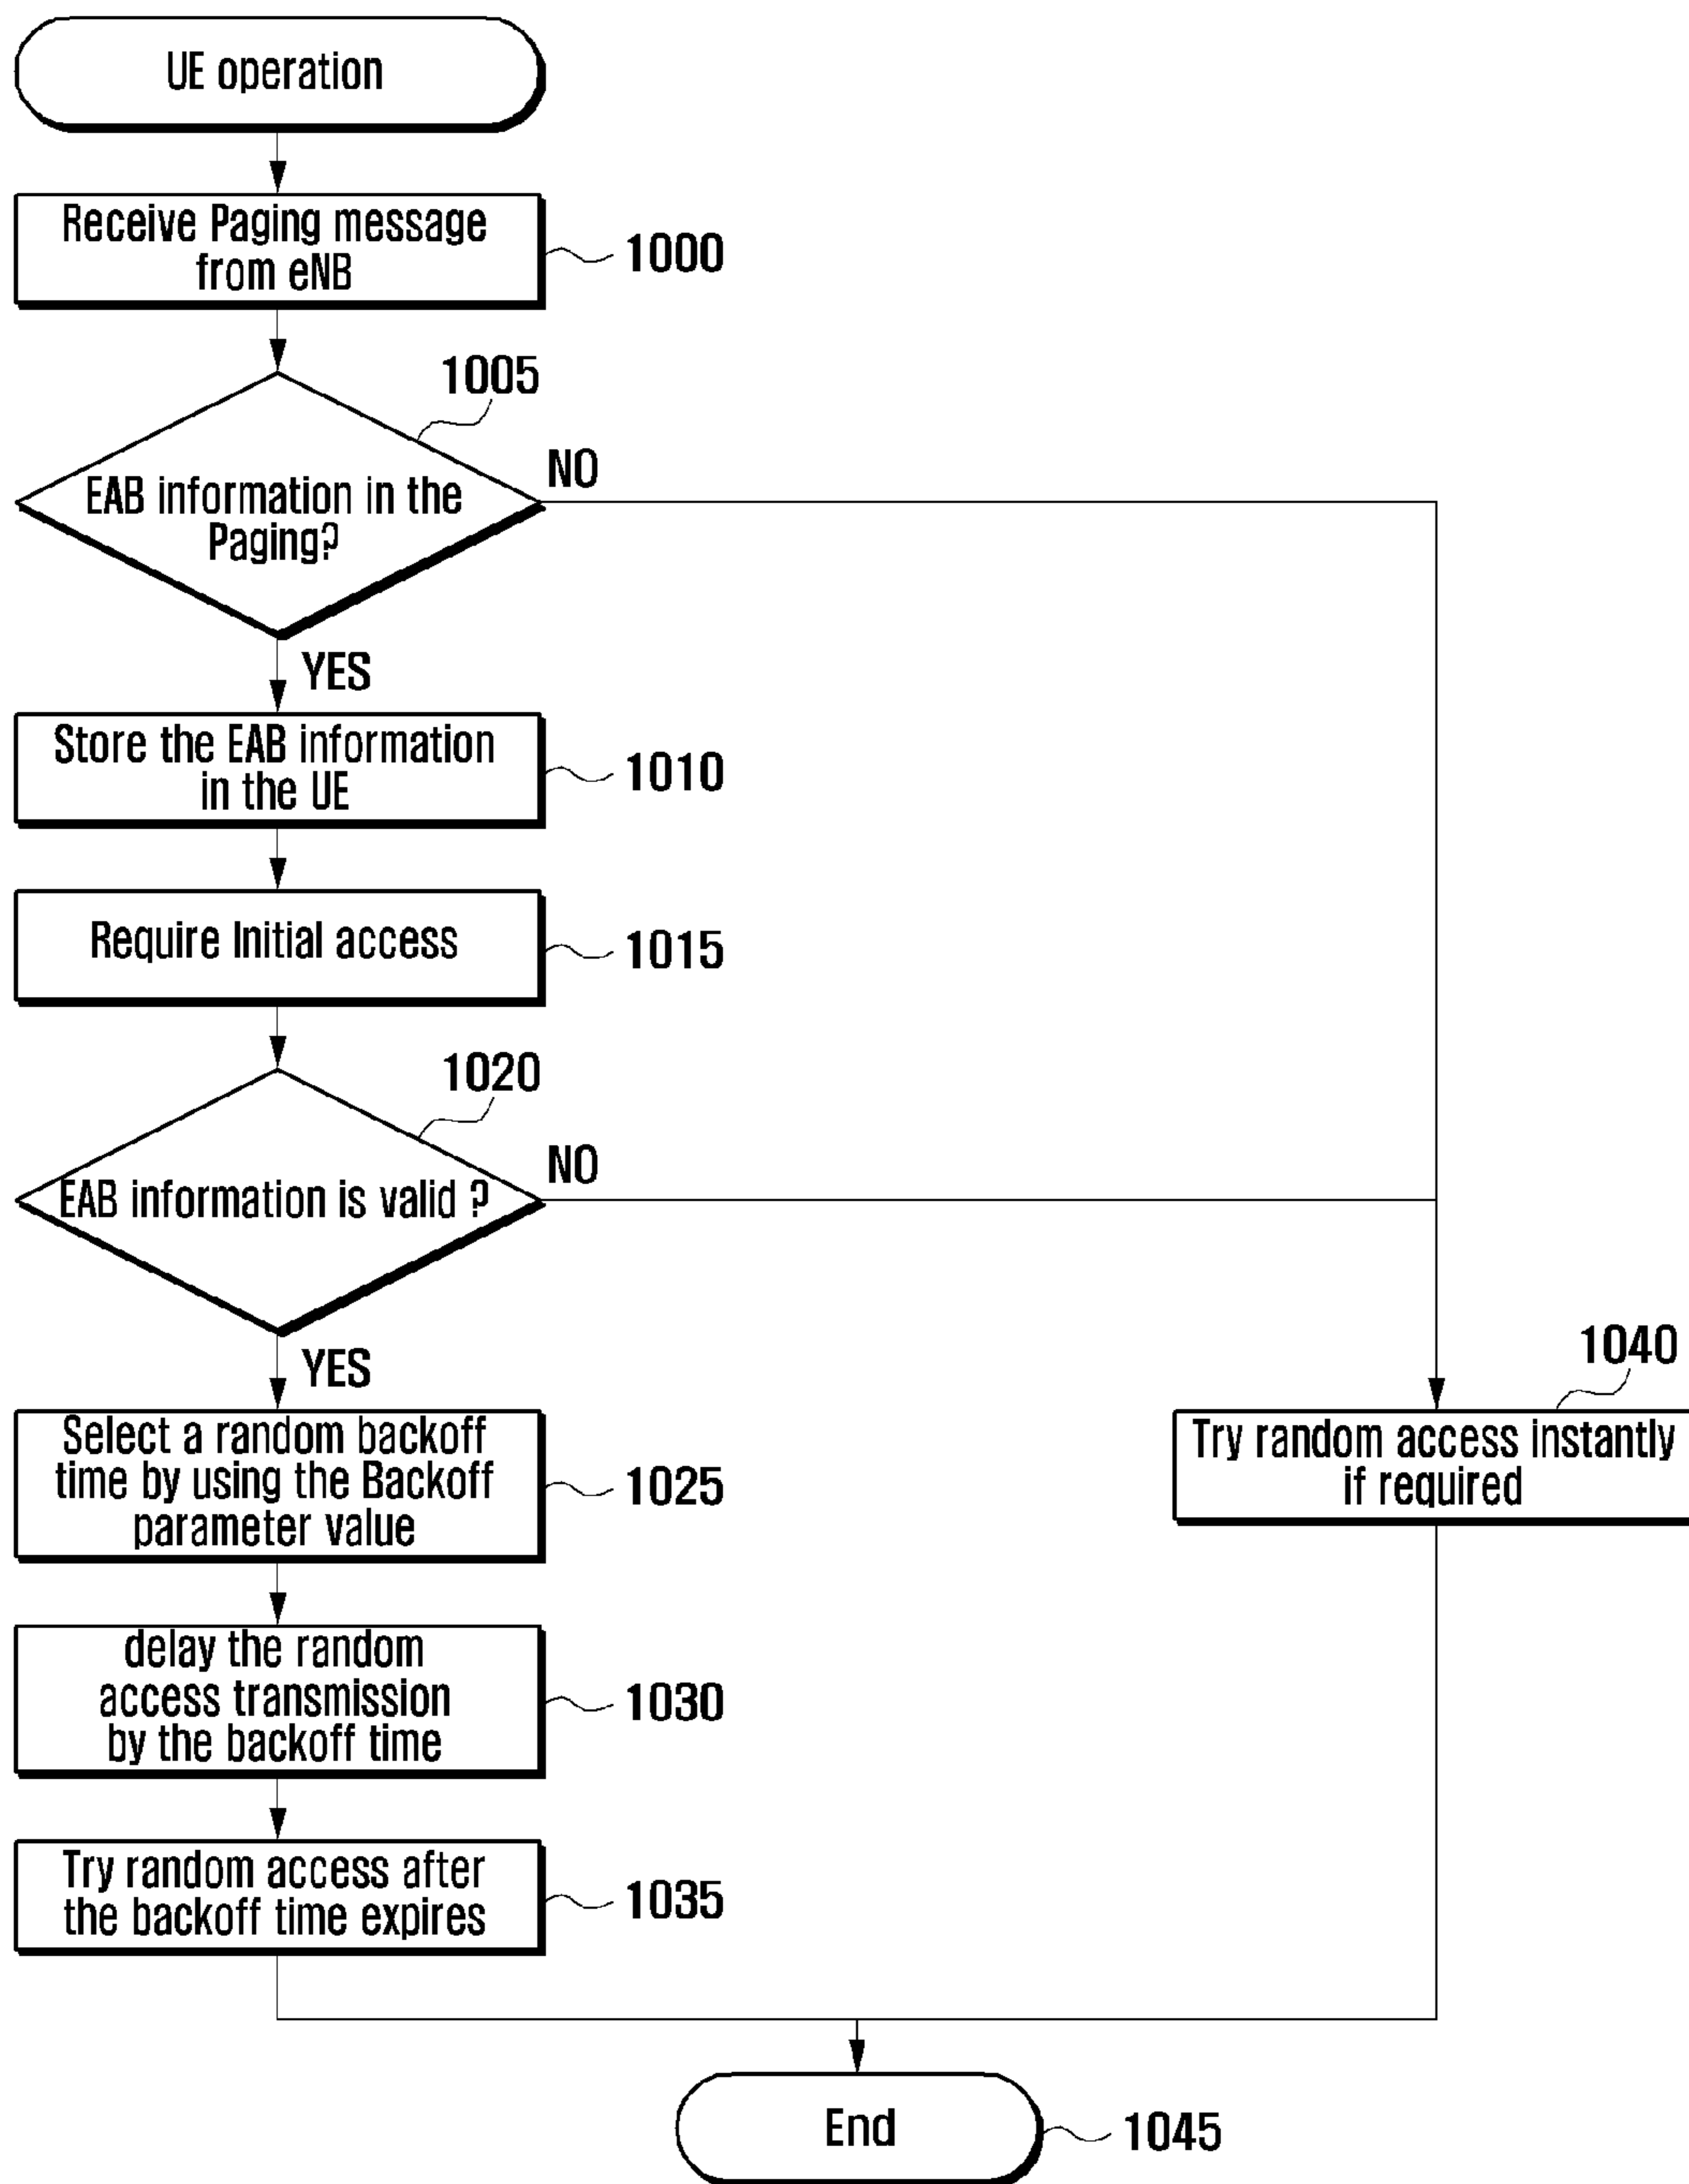 UE operation
Receive Paging message
from eNB
1000
1005
EAB information in the
Paging?
NO
YES
Store the EAB information
in the UE
1010
Require Initial access
1015
1020
EAB information is valid ?
NO
YES
Select a random backoff
time by using the Backoff
parameter value
1025
1040
Try random access instantly
if required
delay the random
access transmission
by the backoff time
1030
Try random access after
the backoff time expires
1035
End
1045